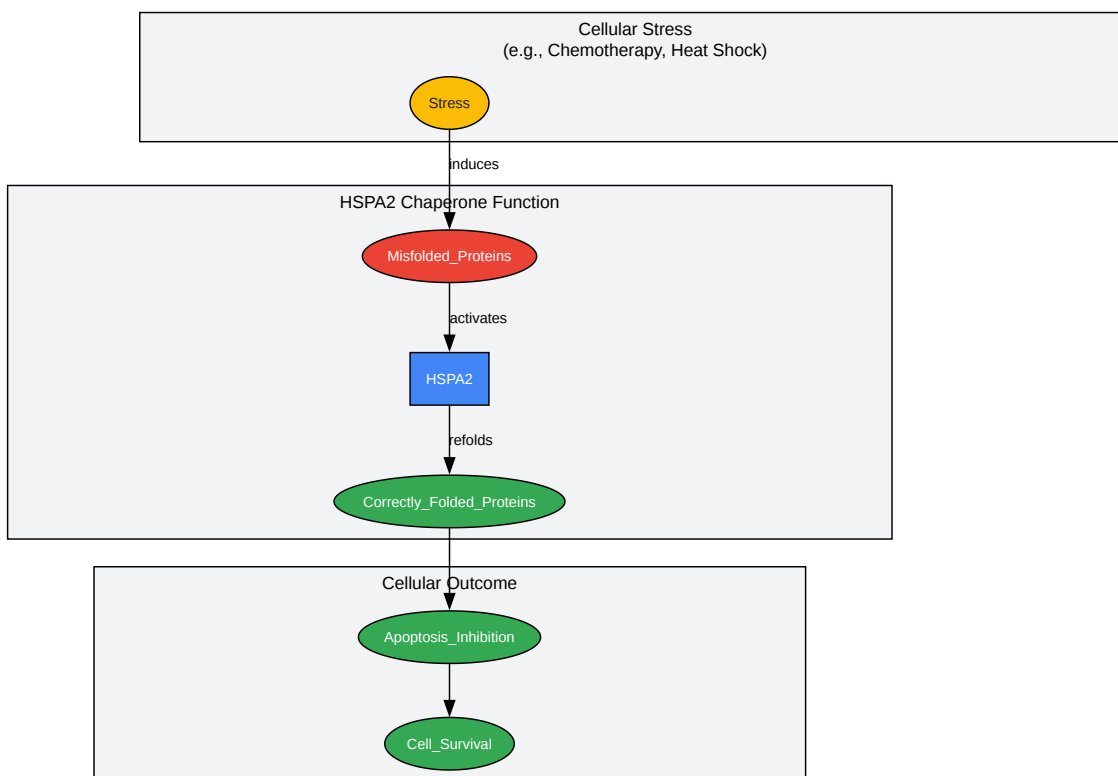 Cellular Stress
(e.g., Chemotherapy, Heat Shock)
Stress
induces
HSPA2 Chaperone Function
Misfolded_Proteins
activates
HSPA2
refolds
Correctly_Folded_Proteins
Cellular Outcome
Apoptosis_Inhibition
Cell_Survival